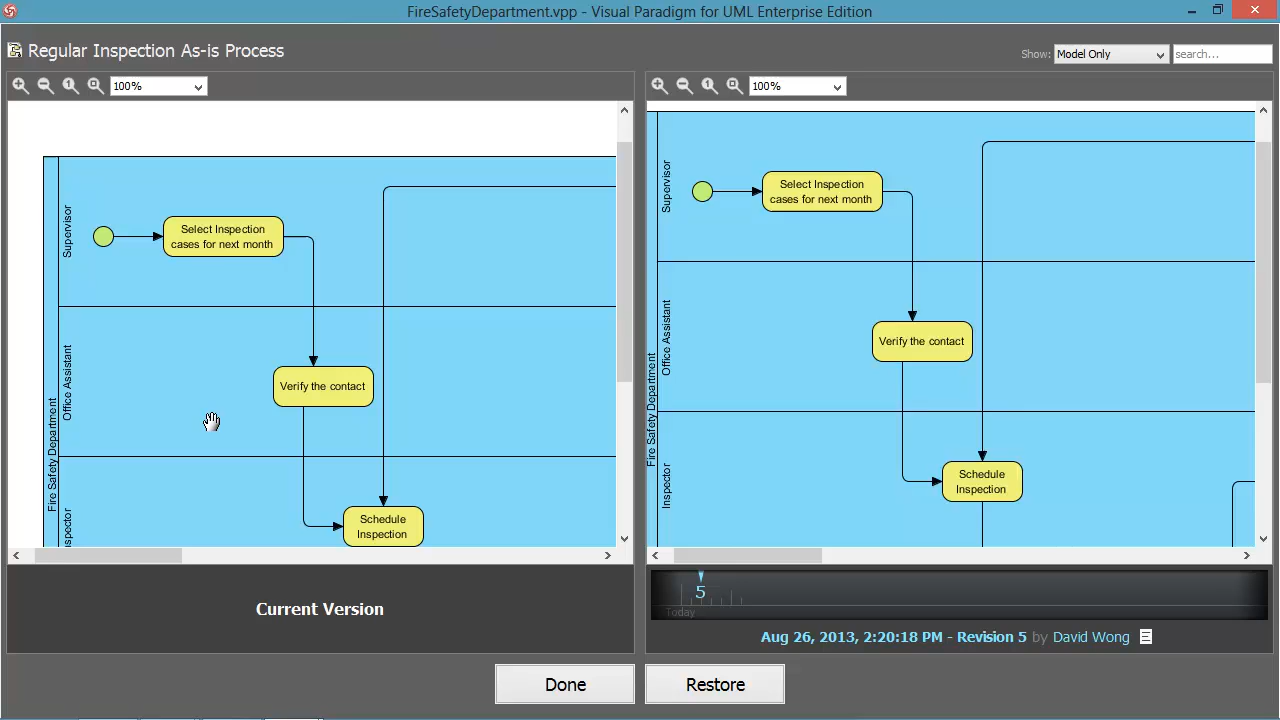 FireSafetyDepartment.vpp - Visual Paradigm for UML Enterprise Edition
Regular Inspection As-is Process
Show:
Model Only
search...
100%
100%
Supervisor
Select Inspection
cases for next month
Office Assistant
Verify the contact
Fire Safety Department
spector
Schedule
Inspection
Supervisor
Select Inspection
cases for next month
Office Assistant
Verify the contact
Fire Safety Department
Inspector
Schedule
Inspection
Current Version
5
Today
Aug 26, 2013, 2:20:18 PM - Revision 5 by David Wong
Done
Restore